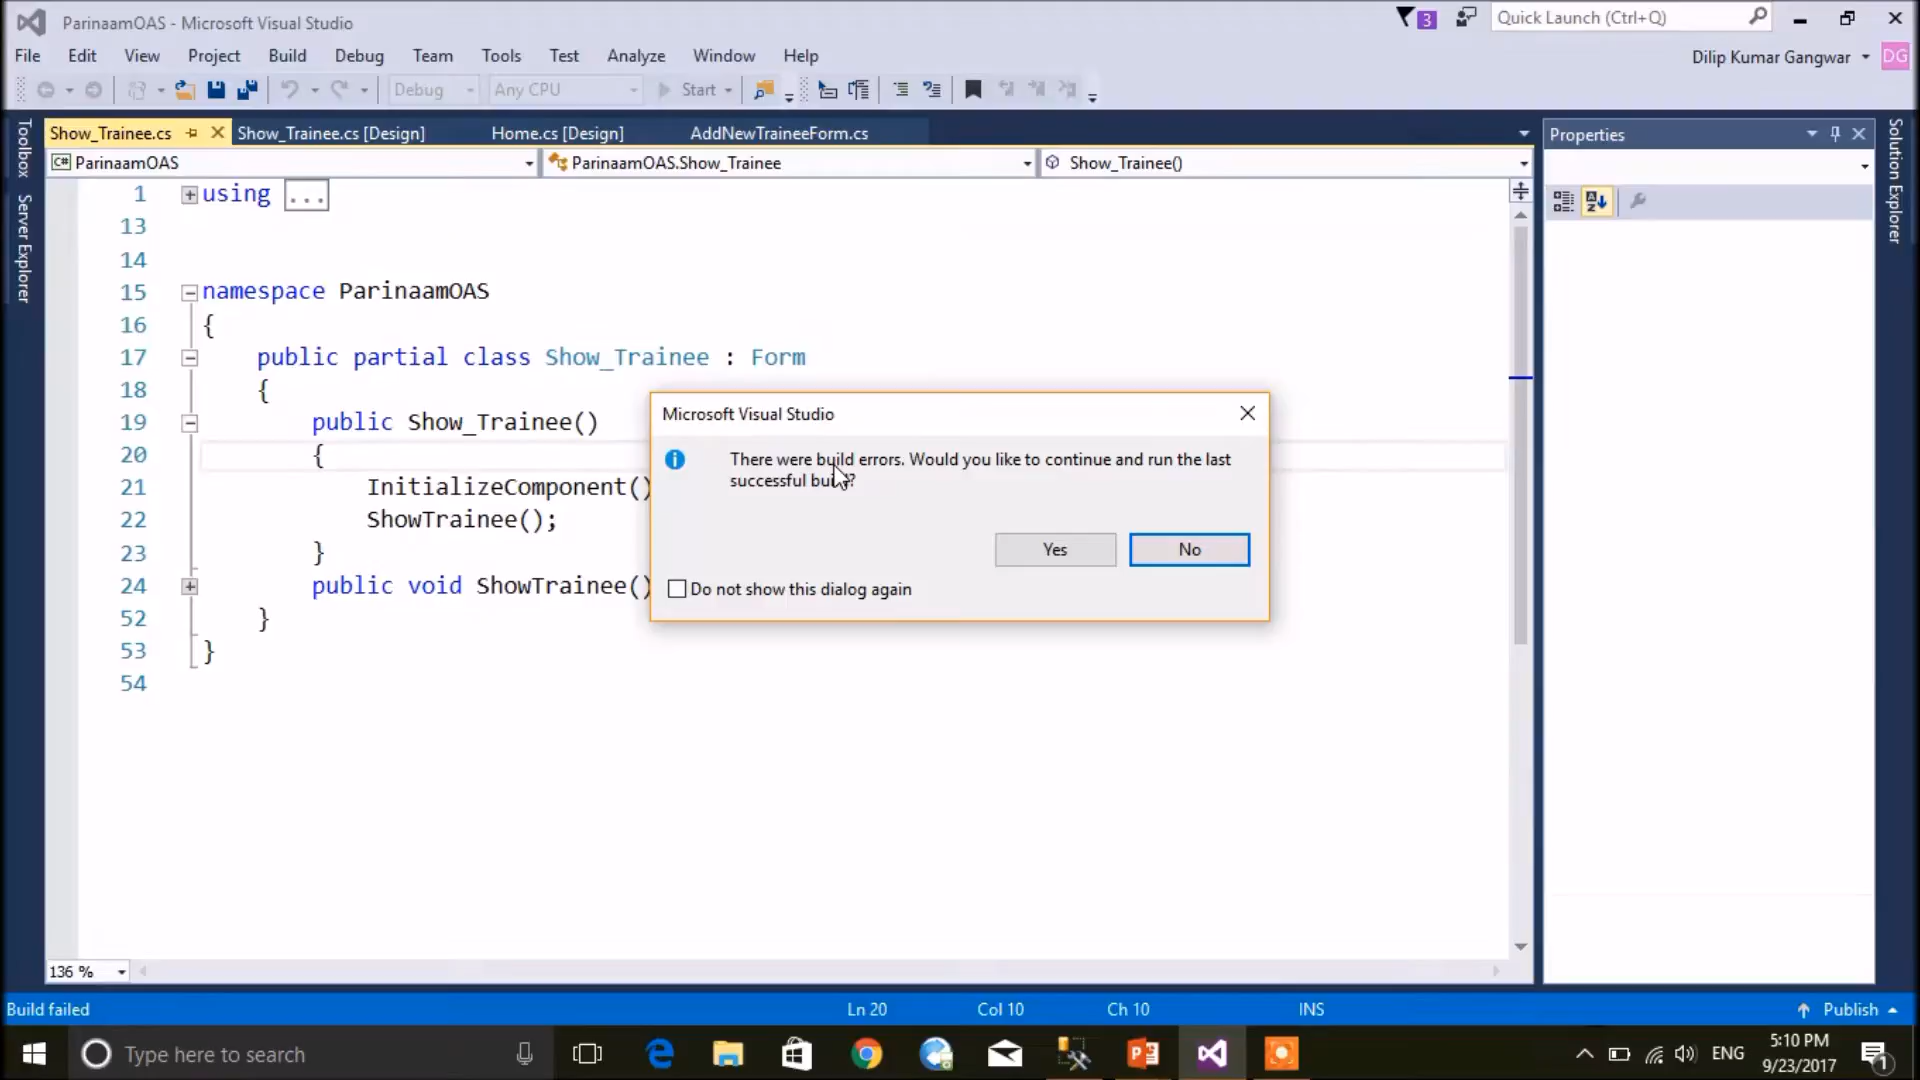 ParinaamOAS - Microsoft Visual Studio
3
Quick Launch (Ctrl+Q)
File Edit View Project Build Debug Team Tools Test Analyze Window Help
Dilip Kumar Gangwar DG
Debug Any CPU Start
Toolbox
Server Explorer
Show_Trainee.cs Show_Trainee.cs [Design] Home.cs [Design] AddNewTraineeForm.cs
C# ParinaamOAS ParinaamOAS.Show_Trainee Show_Trainee()
Properties
Solution Explorer
1 using ...
13
14
15 namespace ParinaamOAS
16 {
17 public partial class Show_Trainee : Form
18 {
19 public Show_Trainee()
20 {
21 InitializeComponent()
22 ShowTrainee();
23 }
24 public void ShowTrainee()
52 }
53 }
54
Microsoft Visual Studio
There were build errors. Would you like to continue and run the last
successful build?
Yes No
Do not show this dialog again
136 %
Build failed Ln 20 Col 10 Ch 10 INS Publish
Type here to search
ENG
5:10 PM
9/23/2017
1